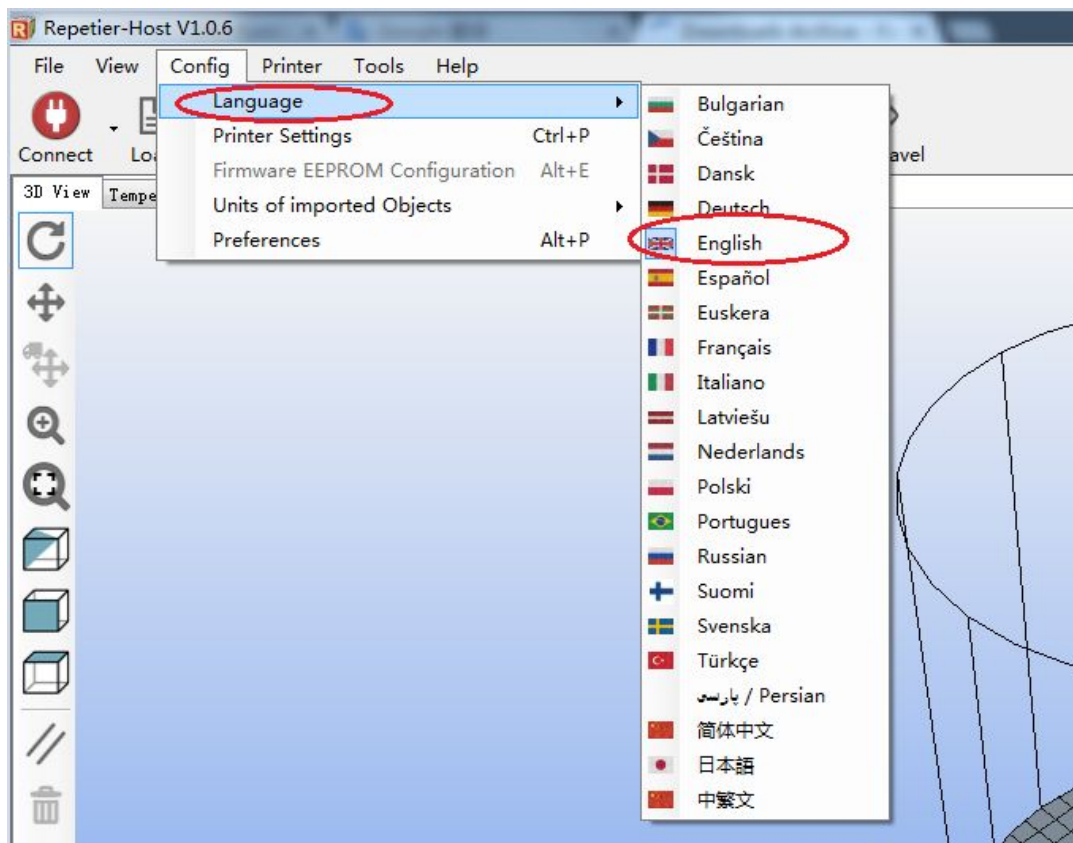 Repetier-Host V1.0.6
File View Config Printer Tools Help
Connect
Loa
avel
3D View Tempe
Language
Printer Settings Ctrl+P
Firmware EEPROM Configuration Alt+E
Units of imported Objects
Preferences Alt+P
Bulgarian
Čeština
Dansk
Deutsch
English
Español
Euskera
Français
Italiano
Latviešu
Nederlands
Polski
Portugues
Russian
Suomi
Svenska
Türkçe
پارسی / Persian
简体中文
日本語
中繁文